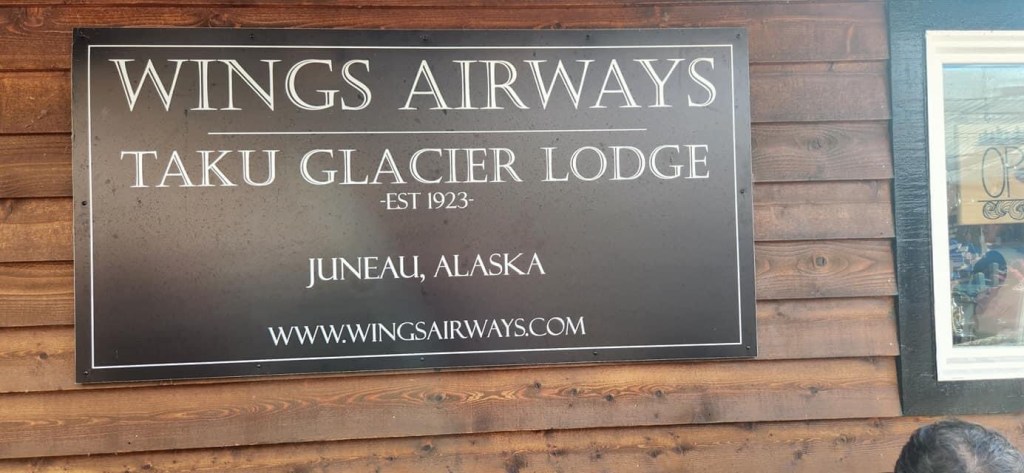 WINGS AIRWAYS
TAKU GLACIER LODGE
-EST 1923-
JUNEAU, ALASKA
WWW.WINGSAIRWAYS.COM